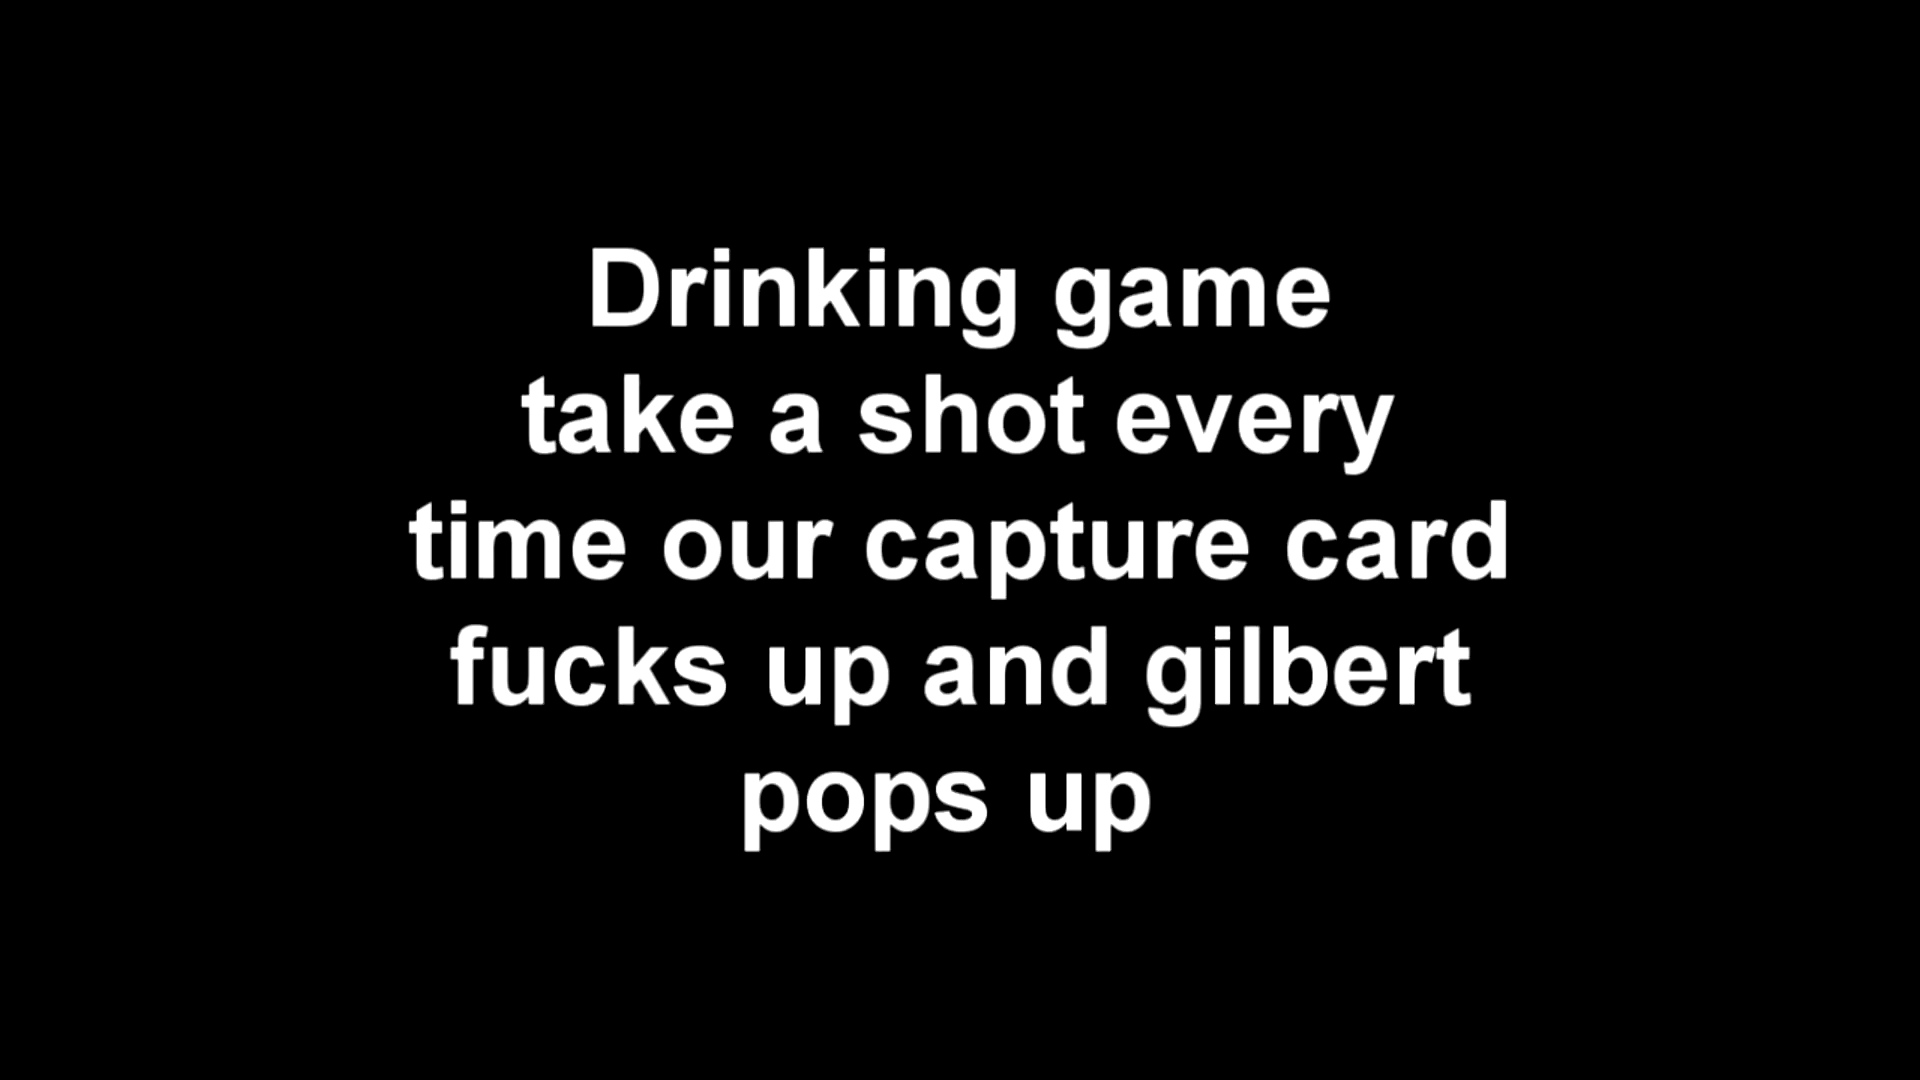 Drinking game
take a shot every
time our capture card
fucks up and gilbert
pops up